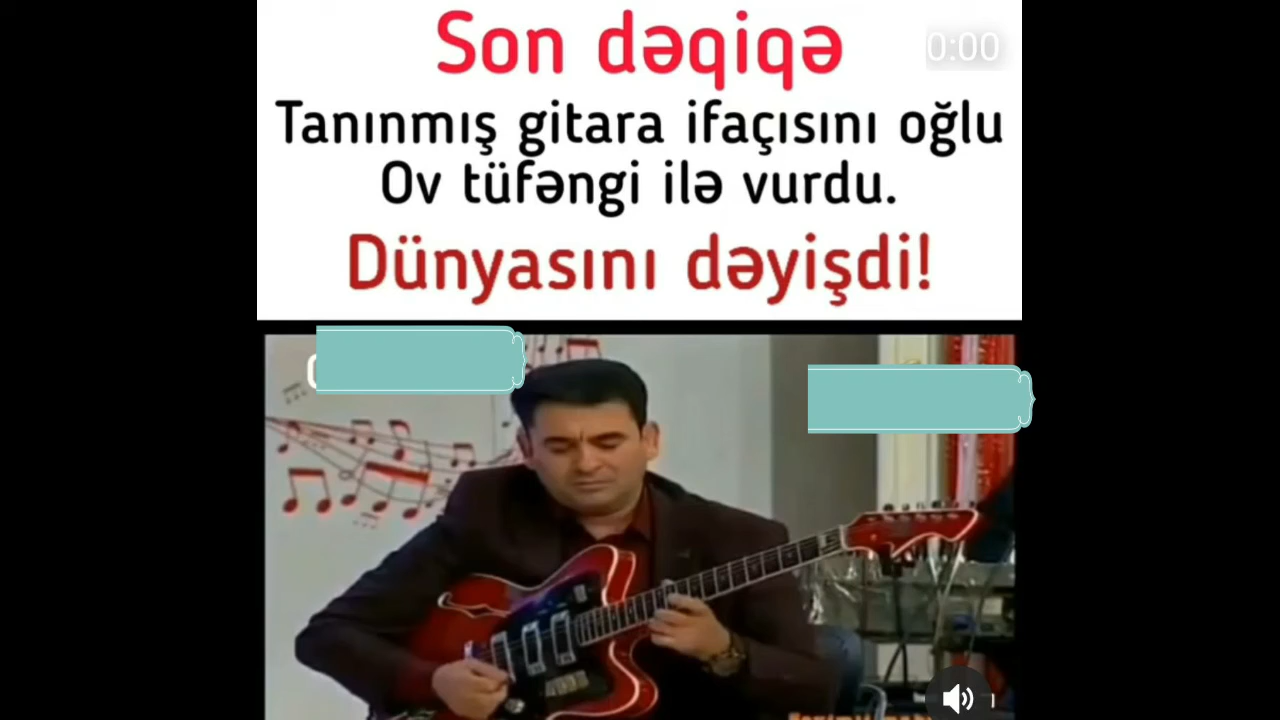 Son dəqiqə
0:00
Tanınmış gitara ifaçısını oğlu
Ov tüfəngi ilə vurdu.
Dünyasını dəyişdi!